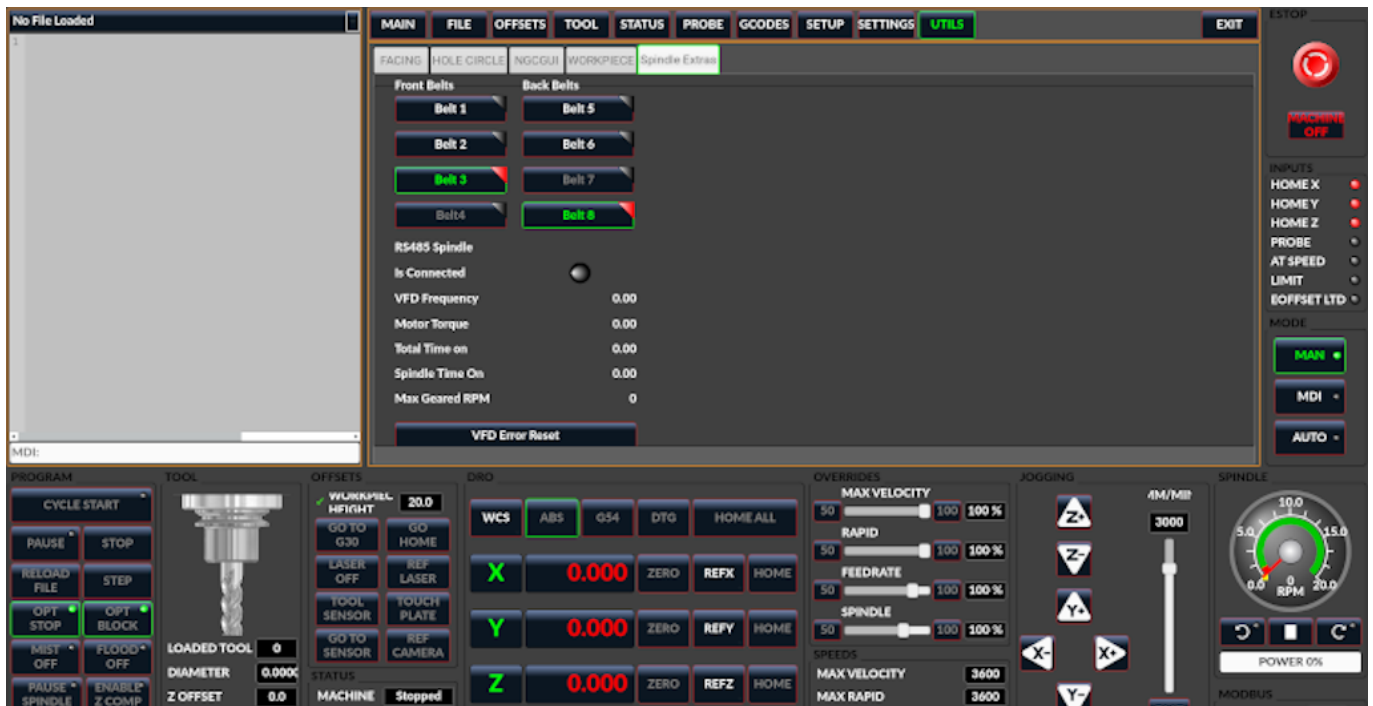 No File Loaded
1
MDI:
MAIN FILE OFFSETS TOOL STATUS PROBE GCODES SETUP SETTINGS UTILS EXIT
FACING HOLE CIRCLE NGCGUI WORKPIECE Spindle Extras
Front Belts Back Belts
Belt 1 Belt 5
Belt 2 Belt 6
Belt 3 Belt 7
Belt4 Belt 8
RS485 Spindle
Is Connected
VFD Frequency 0.00
Motor Torque 0.00
Total Time on 0.00
Spindle Time On 0.00
Max Geared RPM 0
VFD Error Reset
ESTOP
MACHINE
OFF
INPUTS
HOME X
HOME Y
HOME Z
PROBE
AT SPEED
LIMIT
EOFFSET LTD
MODE
MAN
MDI
AUTO
PROGRAM
CYCLE START
PAUSE STOP
RELOAD
FILE
STEP
OPT
STOP
OPT
BLOCK
MIST
OFF
FLOOD
OFF
PAUSE
SPINDLE
ENABLE
Z COMP
TOOL
LOADED TOOL 0
DIAMETER 0.0000
Z OFFSET 0.0
OFFSETS
HEIGHT 20.0
GO TO
G30
GO
HOME
LASER
OFF
REF
LASER
TOOL
SENSOR
TOUCH
PLATE
GO TO
SENSOR
REF
CAMERA
STATUS
MACHINE Stopped
DRO
WCS ABS G54 DTG HOME ALL
X 0.000 ZERO REFX HOME
Y 0.000 ZERO REFY HOME
Z 0.000 ZERO REFZ HOME
OVERRIDES
MAX VELOCITY
50 100 100 %
RAPID
50 100 100 %
FEEDRATE
50 100 100 %
SPINDLE
50 100 100 %
SPEEDS
MAX VELOCITY 3600
MAX RAPID 3600
JOGGING
Z+
Z-
Y+
X- X+
Y-
3000
SPINDLE
10.0
5.0 15.0
0.0 0 20.0
RPM
POWER 0%
MODBUS